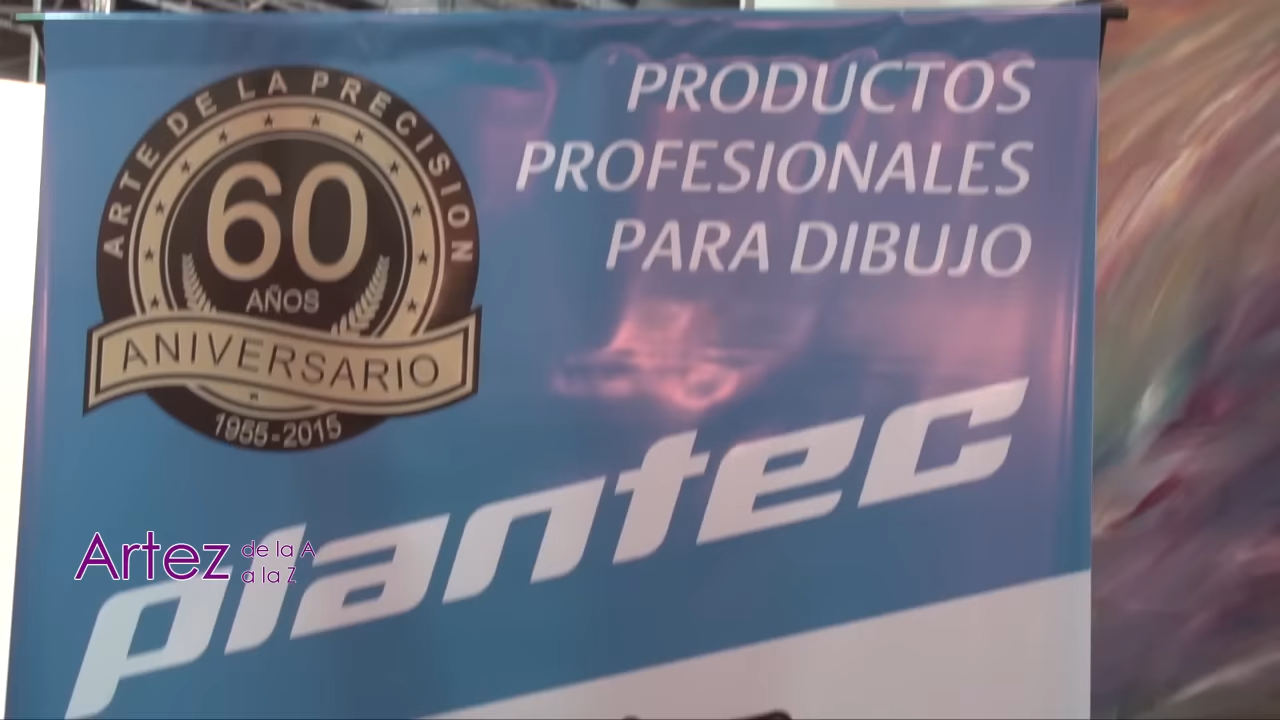 ARTE DE LA PRECISION
60
AÑOS
ANIVERSARIO
1955-2015
PRODUCTOS
PROFESIONALES
PARA DIBUJO
plantec
Artez de la A
a la Z